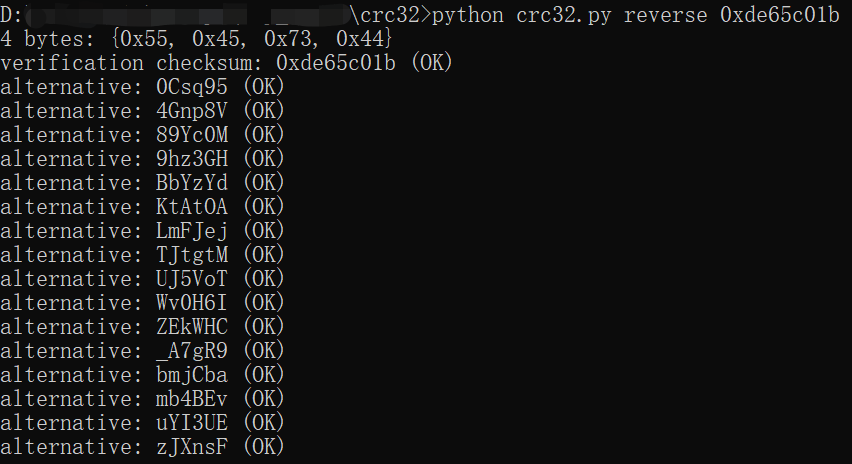 D:\crc32>python crc32.py reverse 0xde65c01b
4 bytes: {0x55, 0x45, 0x73, 0x44}
verification checksum: 0xde65c01b (OK)
alternative: 0Csq95 (OK)
alternative: 4Gnp8V (OK)
alternative: 89Yc0M (OK)
alternative: 9hz3GH (OK)
alternative: BbYzYd (OK)
alternative: KtAtOA (OK)
alternative: LmFJej (OK)
alternative: TJtgtM (OK)
alternative: UJ5VoT (OK)
alternative: Wv0H6I (OK)
alternative: ZEkWHC (OK)
alternative: _A7gR9 (OK)
alternative: bmjCba (OK)
alternative: mb4BEv (OK)
alternative: uYI3UE (OK)
alternative: zJXnsF (OK)